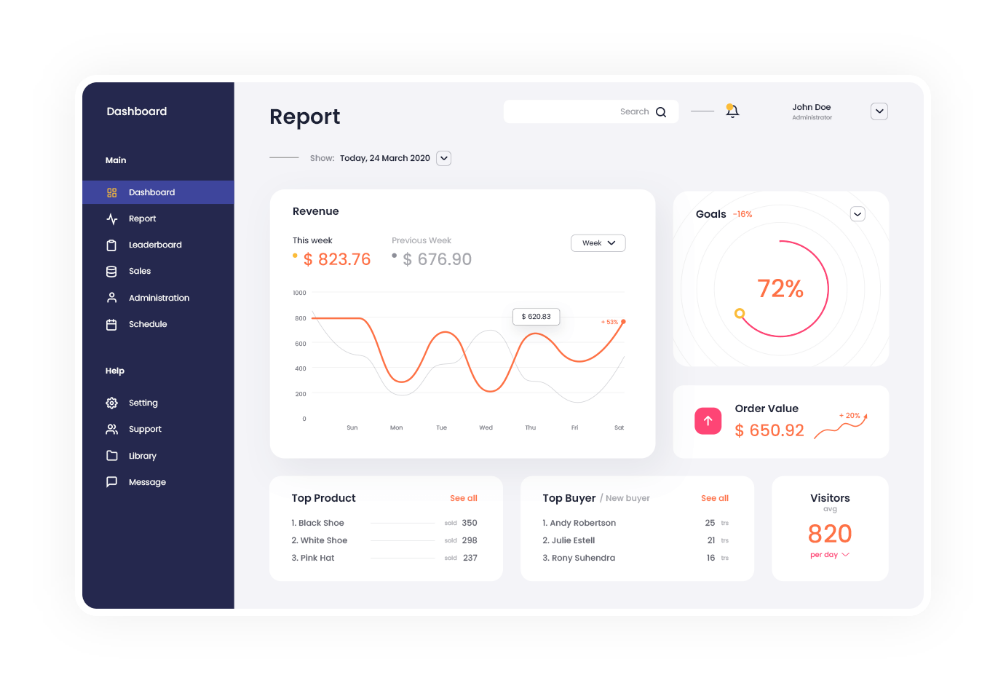 Dashboard
Main
Dashboard
Report
Leaderboard
Sales
Administration
Schedule
Help
Setting
Support
Library
Message
Report
Search
John Doe
Administrator
Show: Today, 24 March 2020
Revenue
This week
$ 823.76
Previous Week
$ 676.90
Week
1000
800
600
400
200
0
$ 620.83
+ 53%
Sun Mon Tue Wed Thu Fri Sat
Goals -16%
72%
Order Value
$ 650.92
+ 20%
Top Product See all
1. Black Shoe sold 350
2. White Shoe sold 298
3. Pink Hat sold 237
Top Buyer / New buyer See all
1. Andy Robertson 25 trs
2. Julie Estell 21 trs
3. Rony Suhendra 16 trs
Visitors
avg
820
per day